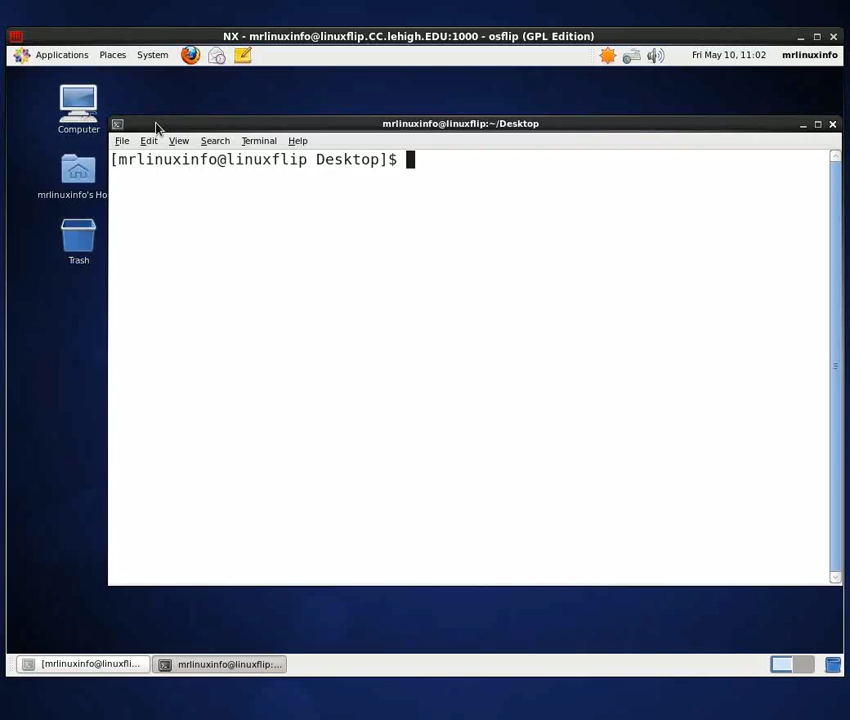 NX - mrlinuxinfo@linuxflip.CC.lehigh.EDU:1000 - osflip (GPL Edition)
Applications Places System Fri May 10, 11:02 mrlinuxinfo
Computer
mrlinuxinfo's Ho
Trash
mrlinuxinfo@linuxflip:~/Desktop
File Edit View Search Terminal Help
[mrlinuxinfo@linuxflip Desktop]$
[mrlinuxinfo@linuxfli... mrlinuxinfo@linuxflip:...